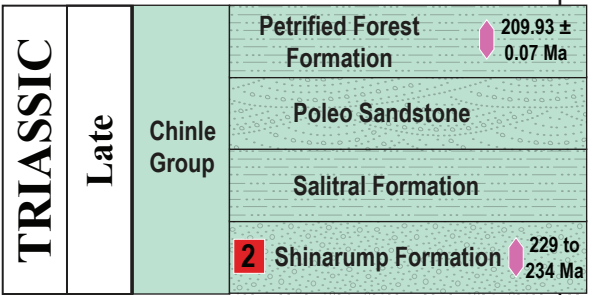 TRIASSIC
Late
Chinle
Group
Petrified Forest
Formation
209.93 ±
0.07 Ma
Poleo Sandstone
Salitral Formation
2
Shinarump Formation
229 to
234 Ma